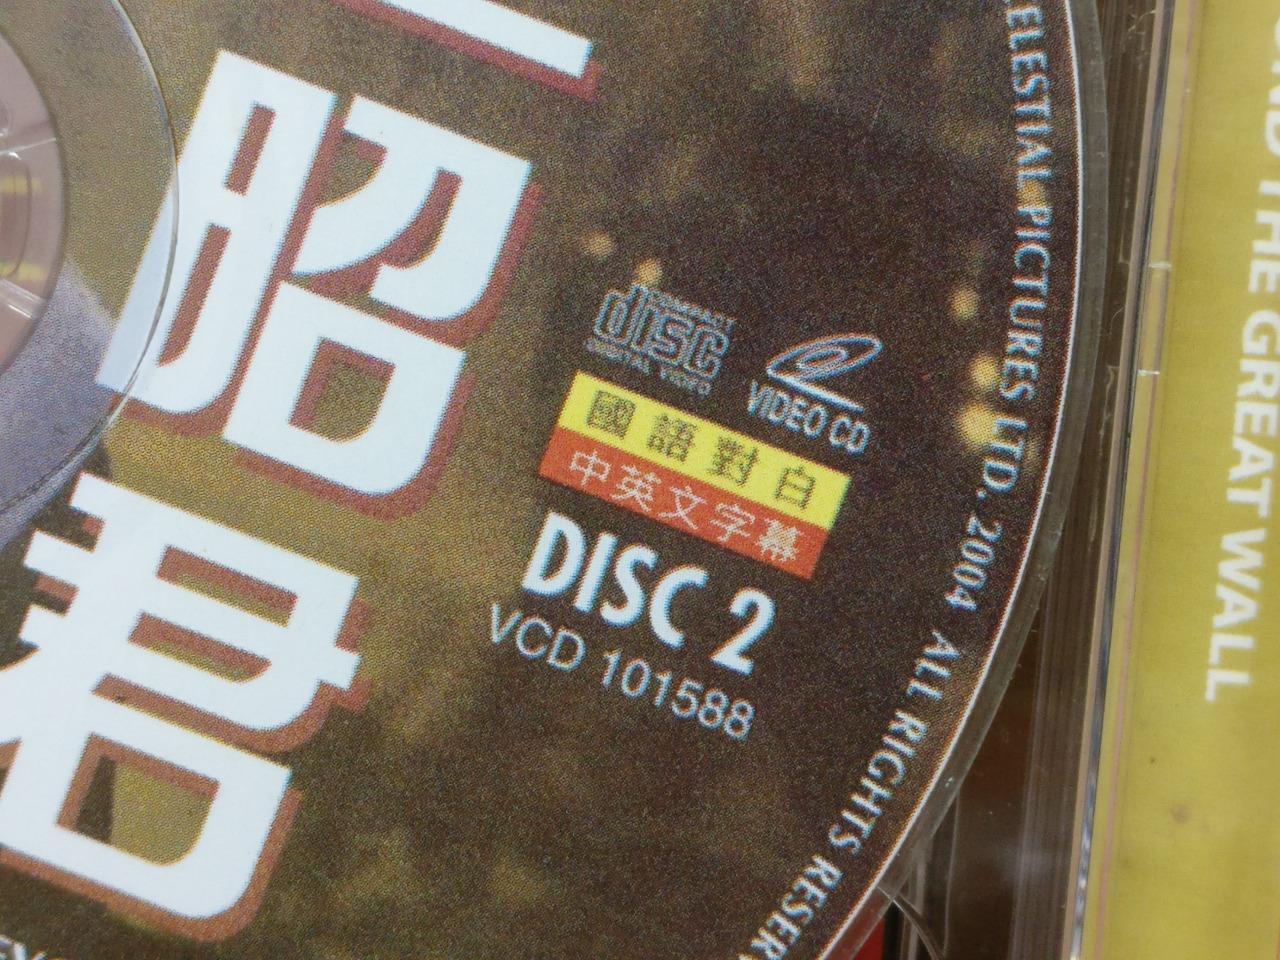 昭
君
COMPACT
disc
DIGITAL VIDEO
VIDEO CD
國語對白
中英文字幕
DISC 2
VCD 101588
ELESTIAL PICTURES LTD. 2004 ALL RIGHTS RESER
THE GREAT WALL